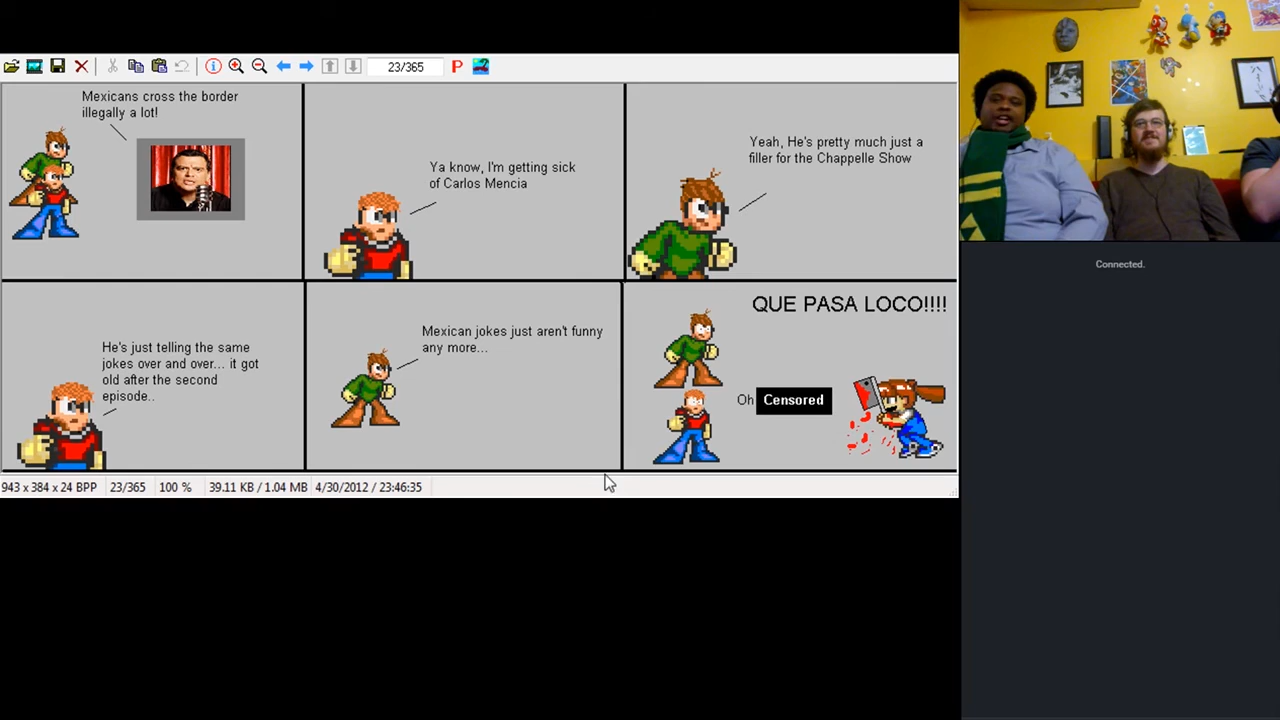 23/365
P
Mexicans cross the border
illegally a lot!
Ya know, I'm getting sick
of Carlos Mencia
Yeah, He's pretty much just a
filler for the Chappelle Show
He's just telling the same
jokes over and over... it got
old after the second
episode..
Mexican jokes just aren't funny
any more...
QUE PASA LOCO!!!!
Oh Censored
943 x 384 x 24 BPP 23/365 100 % 39.11 KB / 1.04 MB 4/30/2012 / 23:46:35
Connected.